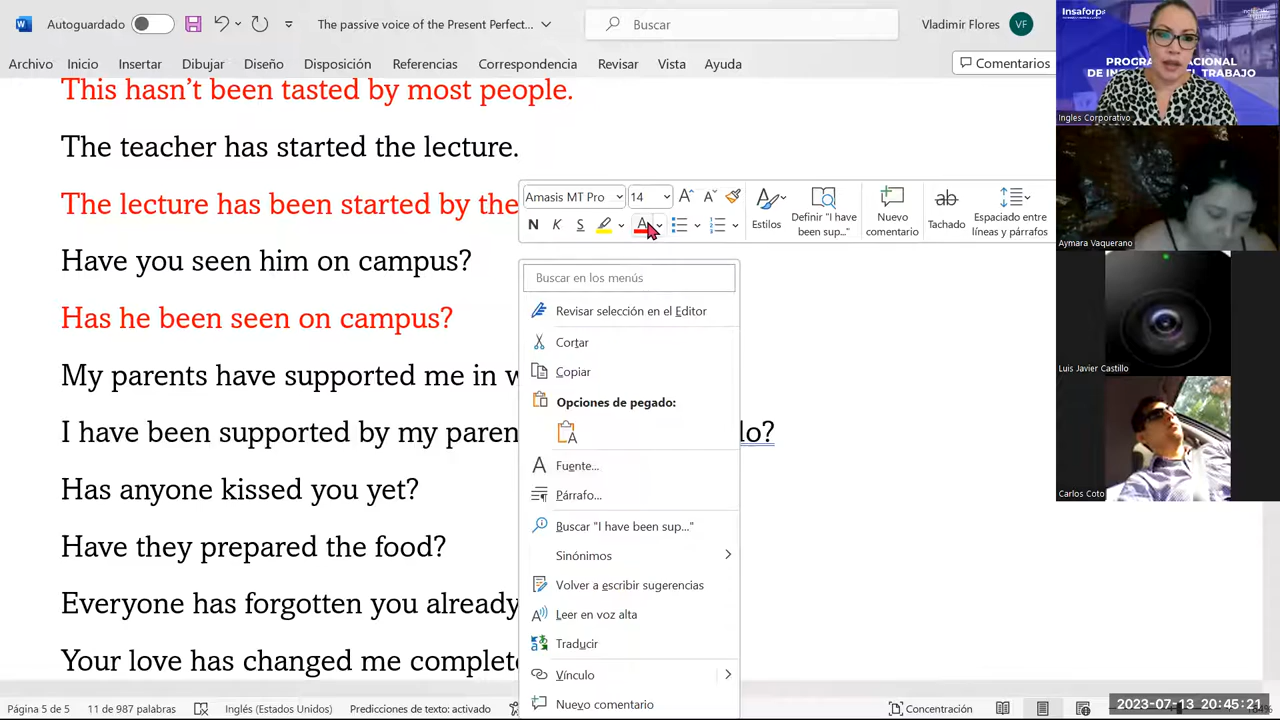 Autoguardado
The passive voice of the Present Perfect...
Buscar
Vladimir Flores
VF
Archivo Inicio Insertar Dibujar Diseño Disposición Referencias Correspondencia Revisar Vista Ayuda
Comentarios
This hasn't been tasted by most people.
The teacher has started the lecture.
The lecture has been started by the
Have you seen him on campus?
Has he been seen on campus?
My parents have supported me in w
I have been supported by my paren
lo?
Has anyone kissed you yet?
Have they prepared the food?
Everyone has forgotten you already
Your love has changed me complete
Amasis MT Pro
14
N K S
Estilos
Definir "I have
been sup..."
Nuevo
comentario
Tachado
Espaciado entre
líneas y párrafos
Buscar en los menús
Revisar selección en el Editor
Cortar
Copiar
Opciones de pegado:
Fuente...
Párrafo...
Buscar "I have been sup..."
Sinónimos
Volver a escribir sugerencias
Leer en voz alta
Traducir
Vínculo
Nuevo comentario
Insaforp
Ingles Corporativo
Aymara Vaquerano
Luis Javier Castillo
Carlos Coto
Página 5 de 5
11 de 987 palabras
Inglés (Estados Unidos)
Predicciones de texto: activado
Concentración
2023-07-13 20:45:21